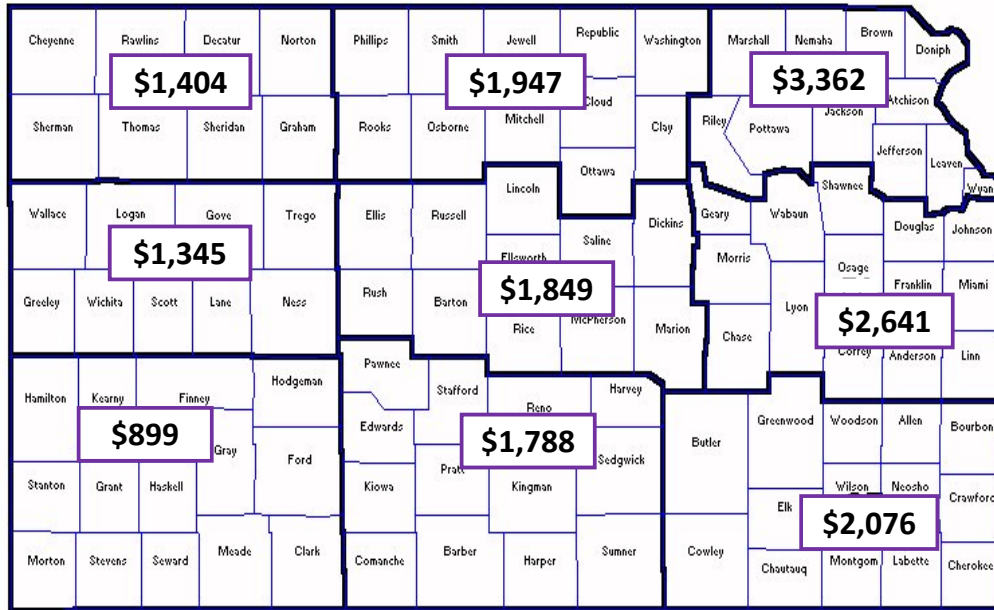 Cheyenne Rawlins Decatur Norton Phillips Smith Jewell Republic Washington Marshall Nemaha Brown Doniph
$1,404 $1,947 $3,362
Sherman Thomas Sheridan Graham Rooks Osborne Mitchell Cloud Clay Riley Pottawa Jackson Atchison
Jefferson Leaven Wyan
Ottawa
Lincoln Shawnee
Wallace Logan Gove Trego Ellis Russell Saline Dickins Geary Wabaun Douglas Johnson
$1,345 Ellsworth Morris Osage
Greeley Wichita Scott Lane Ness Rush Barton $1,849 Lyon Franklin Miami
Rice McPherson Marion Chase $2,641
Coffey Anderson Linn
Hamilton Kearny Finney Hodgeman Pawnee Stafford Reno Harvey
$899 Edwards $1,788 Butler Greenwood Woodson Allen Bourbon
Gray Ford Pratt Sedgwick
Stanton Grant Haskell Kiowa Kingman Elk Wilson Neosho Crawford
$2,076
Morton Stevens Seward Meade Clark Comanche Barber Harper Sumner Cowley Chautauq Montgom Labette Cherokee